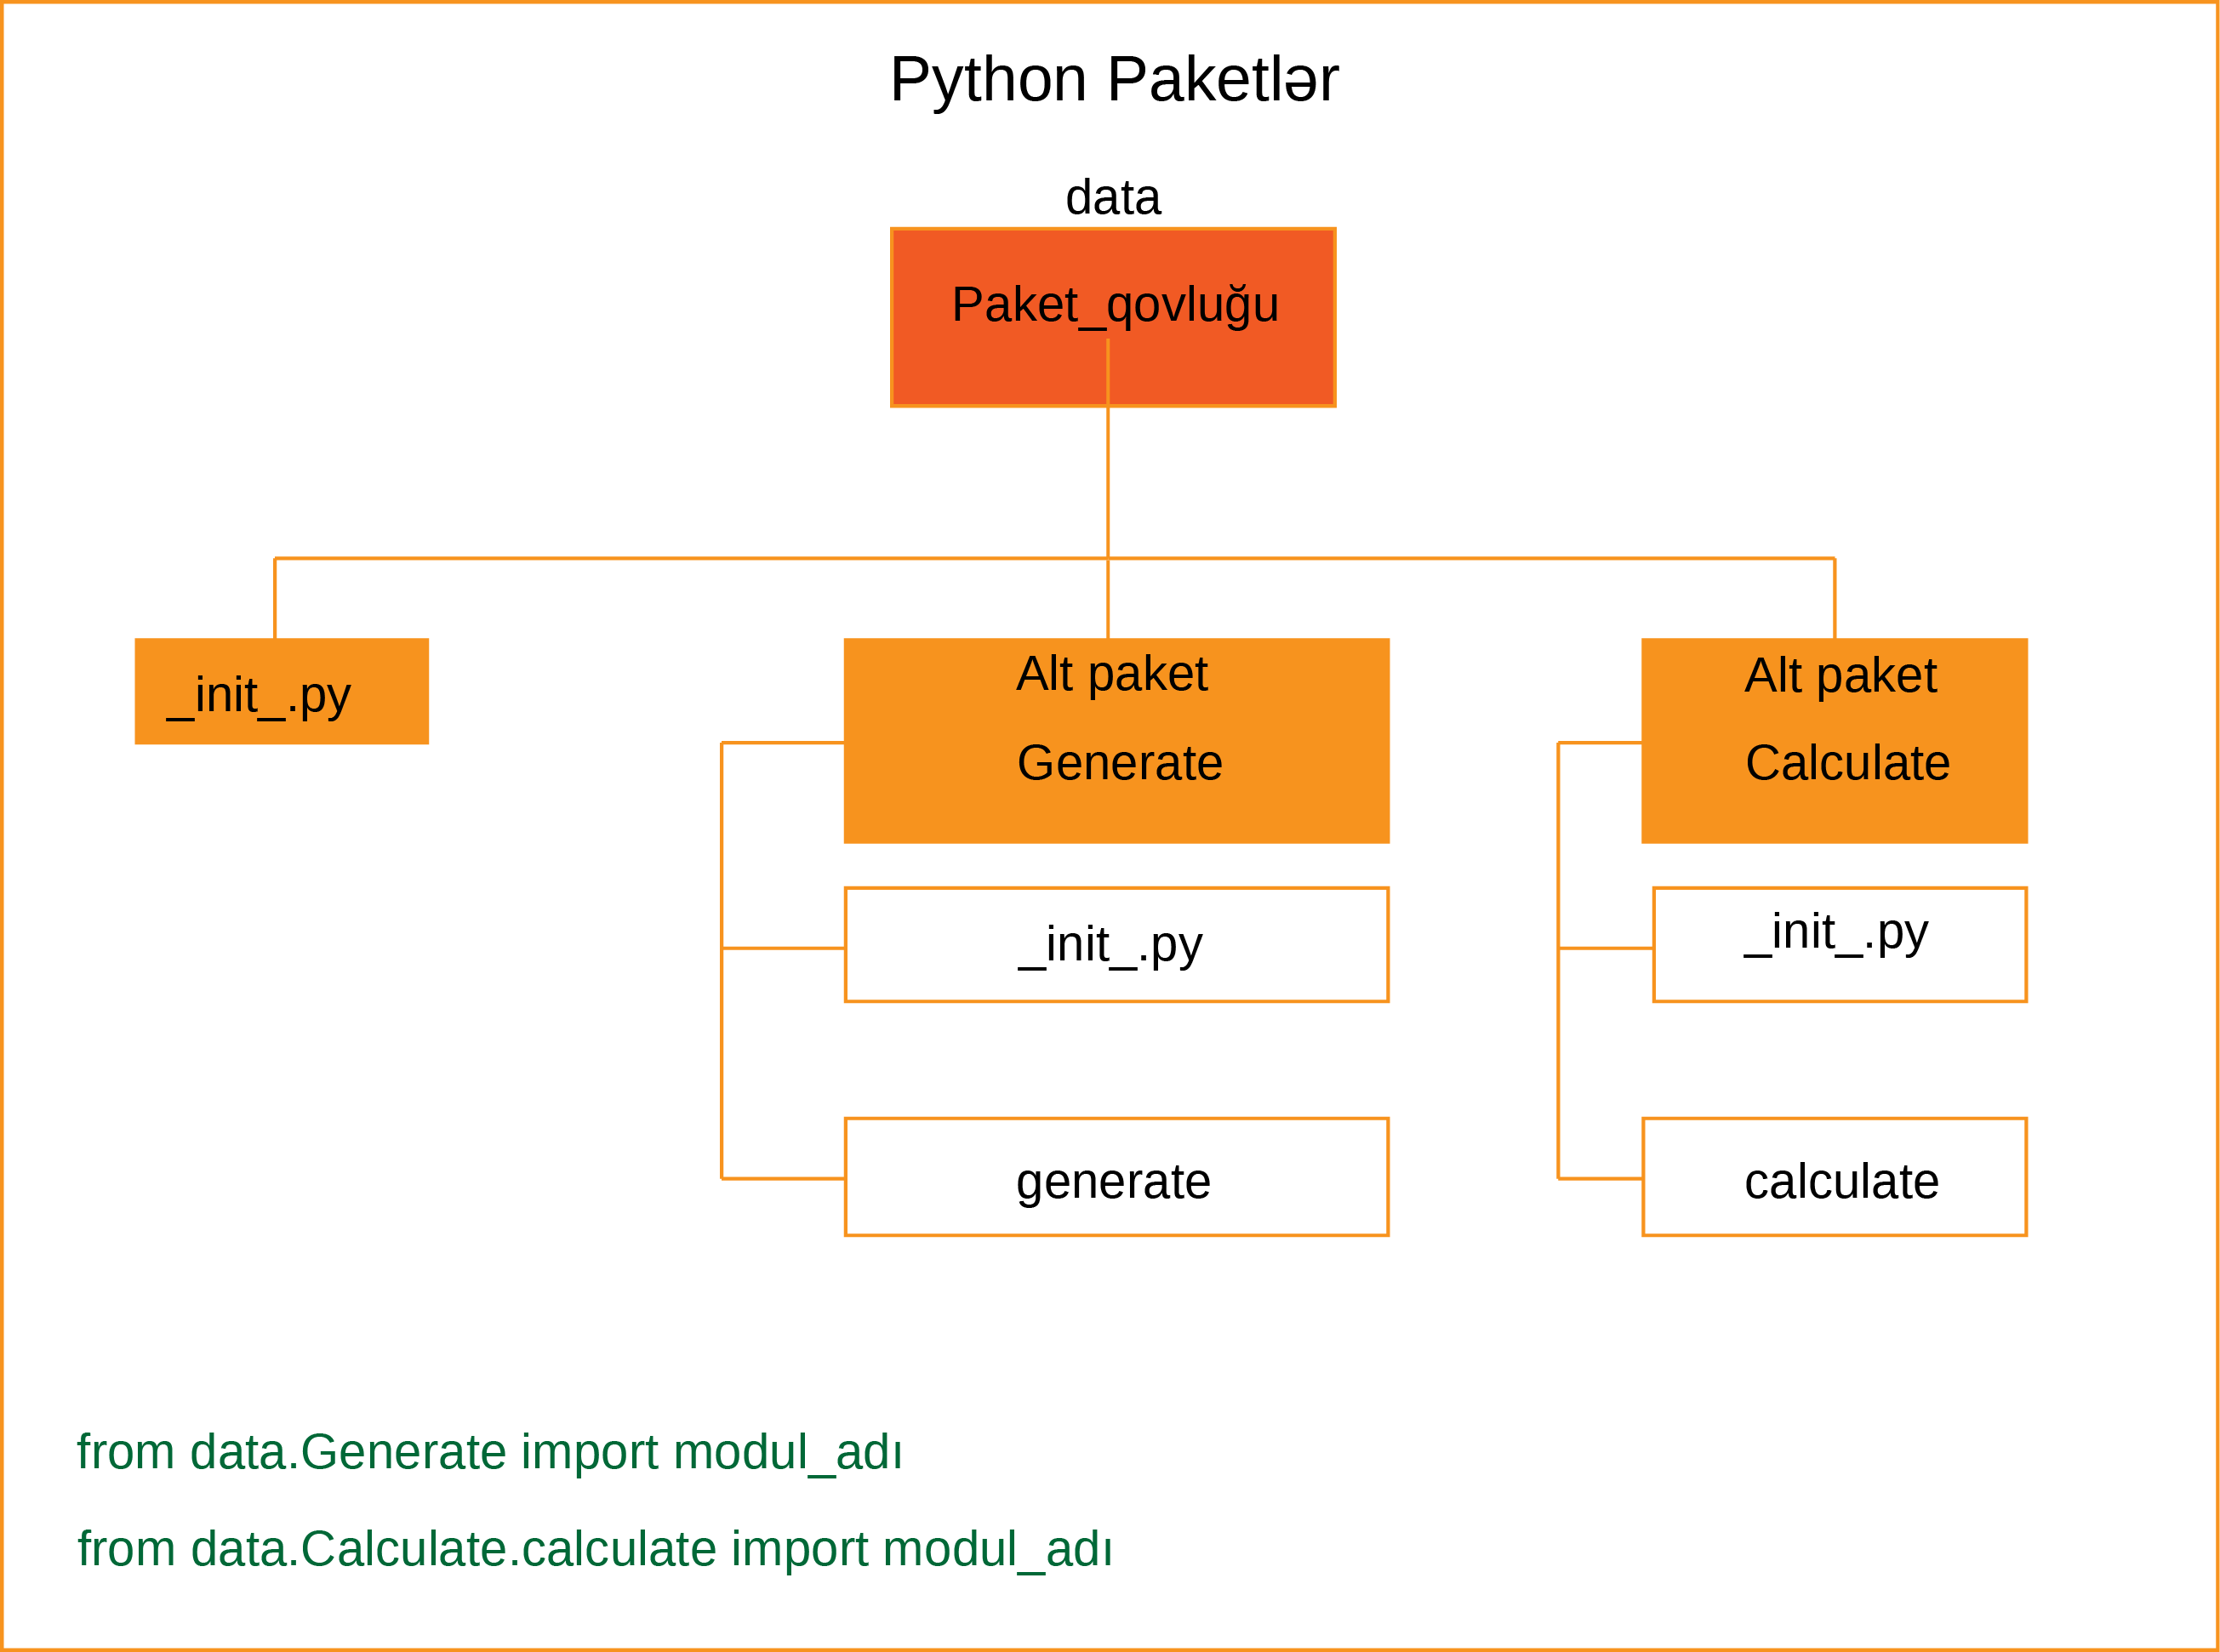 Python Paketlər
data
Paket_qovluğu
_init_.py
Alt paket
Generate
_init_.py
generate
Alt paket
Calculate
_init_.py
calculate
from data.Generate import modul_adı
from data.Calculate.calculate import modul_adı